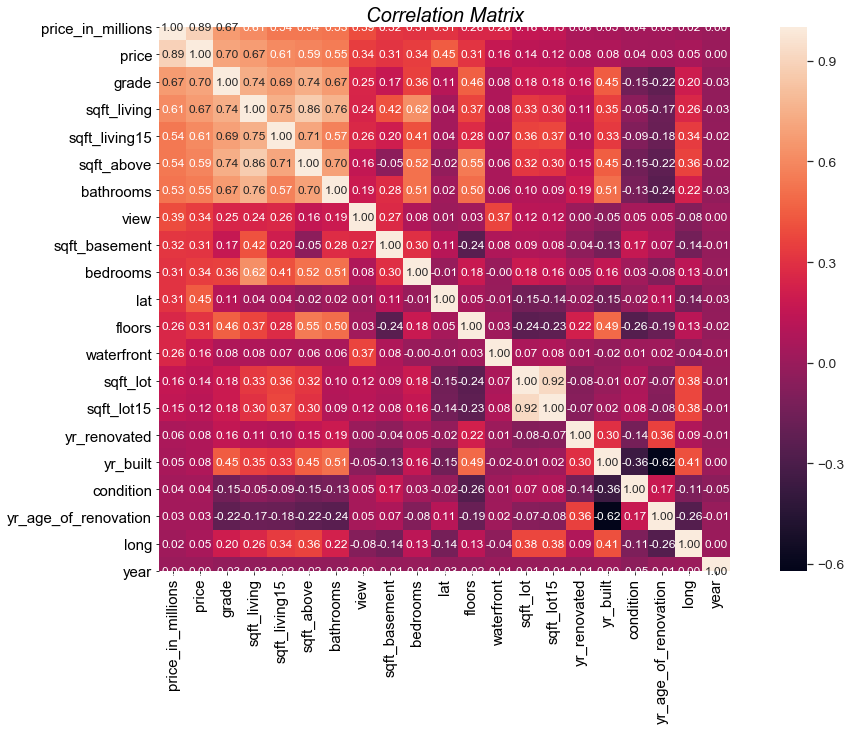 Correlation Matrix
price_in_millions 1.00 0.89 0.67
price 0.89 1.00 0.70 0.67 0.61 0.59 0.55 0.34 0.31 0.34 0.45 0.31 0.16 0.14 0.12 0.08 0.08 0.04 0.03 0.05 0.00
grade 0.67 0.70 1.00 0.74 0.69 0.74 0.67 0.25 0.17 0.36 0.11 0.46 0.08 0.18 0.18 0.16 0.45 -0.15 -0.22 0.20 -0.03
sqft_living 0.61 0.67 0.74 1.00 0.75 0.86 0.76 0.24 0.42 0.62 0.04 0.37 0.08 0.33 0.30 0.11 0.35 -0.05 -0.17 0.26 -0.03
sqft_living15 0.54 0.61 0.69 0.75 1.00 0.71 0.57 0.26 0.20 0.41 0.04 0.28 0.07 0.36 0.37 0.10 0.33 -0.09 -0.18 0.34 -0.02
sqft_above 0.54 0.59 0.74 0.86 0.71 1.00 0.70 0.16 -0.05 0.52 -0.02 0.55 0.06 0.32 0.30 0.15 0.45 -0.15 -0.22 0.36 -0.02
bathrooms 0.53 0.55 0.67 0.76 0.57 0.70 1.00 0.19 0.28 0.51 0.02 0.50 0.06 0.10 0.09 0.19 0.51 -0.13 -0.24 0.22 -0.03
view 0.39 0.34 0.25 0.24 0.26 0.16 0.19 1.00 0.27 0.08 0.01 0.03 0.37 0.12 0.12 0.00 -0.05 0.05 0.05 -0.08 0.00
sqft_basement 0.32 0.31 0.17 0.42 0.20 -0.05 0.28 0.27 1.00 0.30 0.11 -0.24 0.08 0.09 0.08 -0.04 -0.13 0.17 0.07 -0.14 -0.01
bedrooms 0.31 0.34 0.36 0.62 0.41 0.52 0.51 0.08 0.30 1.00 -0.01 0.18 -0.00 0.18 0.16 0.05 0.16 0.03 -0.08 0.13 -0.01
lat 0.31 0.45 0.11 0.04 0.04 -0.02 0.02 0.01 0.11 -0.01 1.00 0.05 -0.01 -0.15 -0.14 -0.02 -0.15 -0.02 0.11 -0.14 -0.03
floors 0.26 0.31 0.46 0.37 0.28 0.55 0.50 0.03 -0.24 0.18 0.05 1.00 0.03 -0.24 -0.23 0.22 0.49 -0.26 -0.19 0.13 -0.02
waterfront 0.26 0.16 0.08 0.08 0.07 0.06 0.06 0.37 0.08 -0.00 -0.01 0.03 1.00 0.07 0.08 0.01 -0.02 0.01 0.02 -0.04 -0.01
sqft_lot 0.16 0.14 0.18 0.33 0.36 0.32 0.10 0.12 0.09 0.18 -0.15 -0.24 0.07 1.00 0.92 -0.08 -0.01 0.07 -0.07 0.38 -0.01
sqft_lot15 0.15 0.12 0.18 0.30 0.37 0.30 0.09 0.12 0.08 0.16 -0.14 -0.23 0.08 0.92 1.00 -0.07 0.02 0.08 -0.08 0.38 -0.01
yr_renovated 0.06 0.08 0.16 0.11 0.10 0.15 0.19 0.00 -0.04 0.05 -0.02 0.22 0.01 -0.08 -0.07 1.00 0.30 -0.14 0.36 0.09 -0.01
yr_built 0.05 0.08 0.45 0.35 0.33 0.45 0.51 -0.05 -0.13 0.16 -0.15 0.49 -0.02 -0.01 0.02 0.30 1.00 -0.36 -0.62 0.41 0.00
condition 0.04 0.04 -0.15 -0.05 -0.09 -0.15 -0.13 0.05 0.17 0.03 -0.02 -0.26 0.01 0.07 0.08 -0.14 -0.36 1.00 0.17 -0.11 -0.05
yr_age_of_renovation 0.03 0.03 -0.22 -0.17 -0.18 -0.22 -0.24 0.05 0.07 -0.08 0.11 -0.19 0.02 -0.07 -0.08 0.36 -0.62 0.17 1.00 -0.26 -0.01
long 0.02 0.05 0.20 0.26 0.34 0.36 0.22 -0.08 -0.14 0.13 -0.14 0.13 -0.04 0.38 0.38 0.09 0.41 -0.11 -0.26 1.00 0.00
year 1.00
price_in_millions
price
grade
sqft_living
sqft_living15
sqft_above
bathrooms
view
sqft_basement
bedrooms
lat
floors
waterfront
sqft_lot
sqft_lot15
yr_renovated
yr_built
condition
yr_age_of_renovation
long
year
0.9
0.6
0.3
0.0
−0.3
−0.6